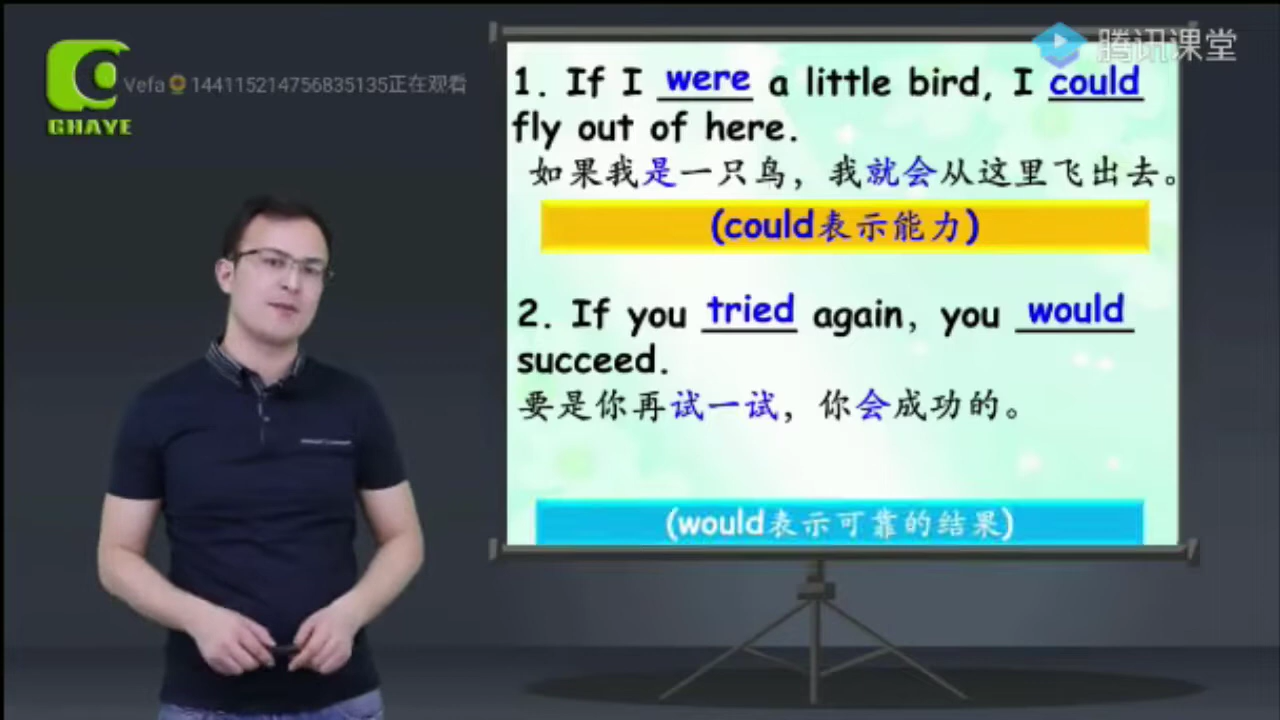 腾讯课堂
Vefa🌻144115214756835135正在观看
GHAYE
1. If I were a little bird, I could
fly out of here.
如果我是一只鸟，我就会从这里飞出去。
(could表示能力)
2. If you tried again, you would
succeed.
要是你再试一试，你会成功的。
(would表示可靠的结果)